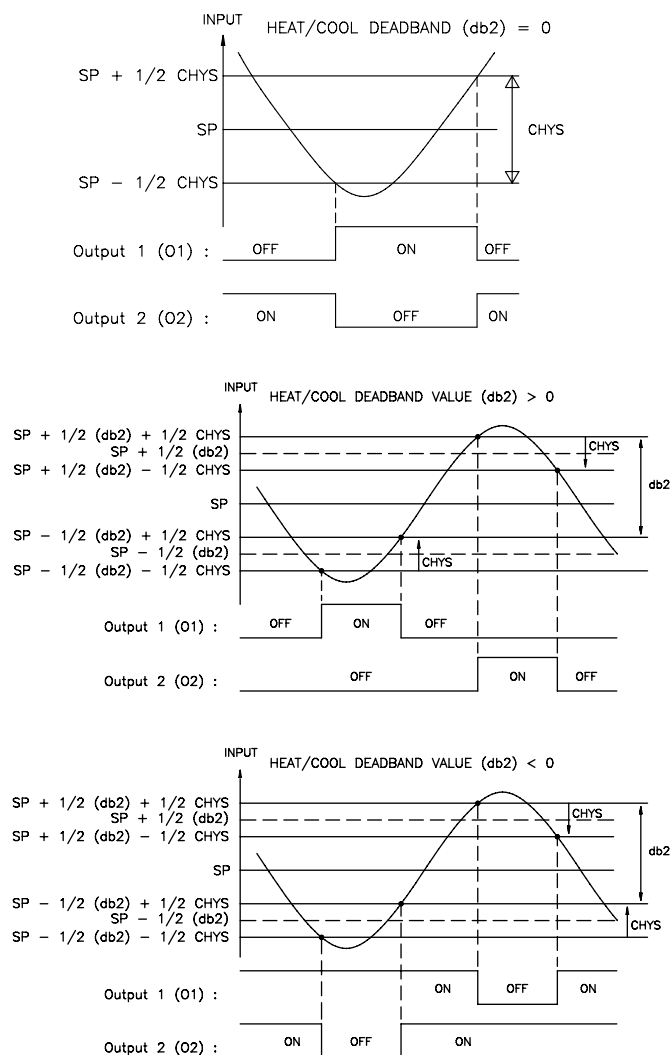 INPUT
HEAT/COOL DEADBAND (db2) = 0
SP + 1/2 CHYS
SP
CHYS
SP - 1/2 CHYS
Output 1 (O1) : OFF ON OFF
Output 2 (O2) : ON OFF ON
INPUT
HEAT/COOL DEADBAND VALUE (db2) > 0
SP + 1/2 (db2) + 1/2 CHYS
SP + 1/2 (db2)
CHYS
SP + 1/2 (db2) - 1/2 CHYS
db2
SP
SP - 1/2 (db2) + 1/2 CHYS
SP - 1/2 (db2)
CHYS
SP - 1/2 (db2) - 1/2 CHYS
Output 1 (O1) : OFF ON OFF
Output 2 (O2) : OFF ON OFF
INPUT
HEAT/COOL DEADBAND VALUE (db2) < 0
SP + 1/2 (db2) + 1/2 CHYS
SP + 1/2 (db2)
CHYS
SP + 1/2 (db2) - 1/2 CHYS
db2
SP
SP - 1/2 (db2) + 1/2 CHYS
SP - 1/2 (db2)
CHYS
SP - 1/2 (db2) - 1/2 CHYS
Output 1 (O1) : ON OFF ON
Output 2 (O2) : ON OFF ON